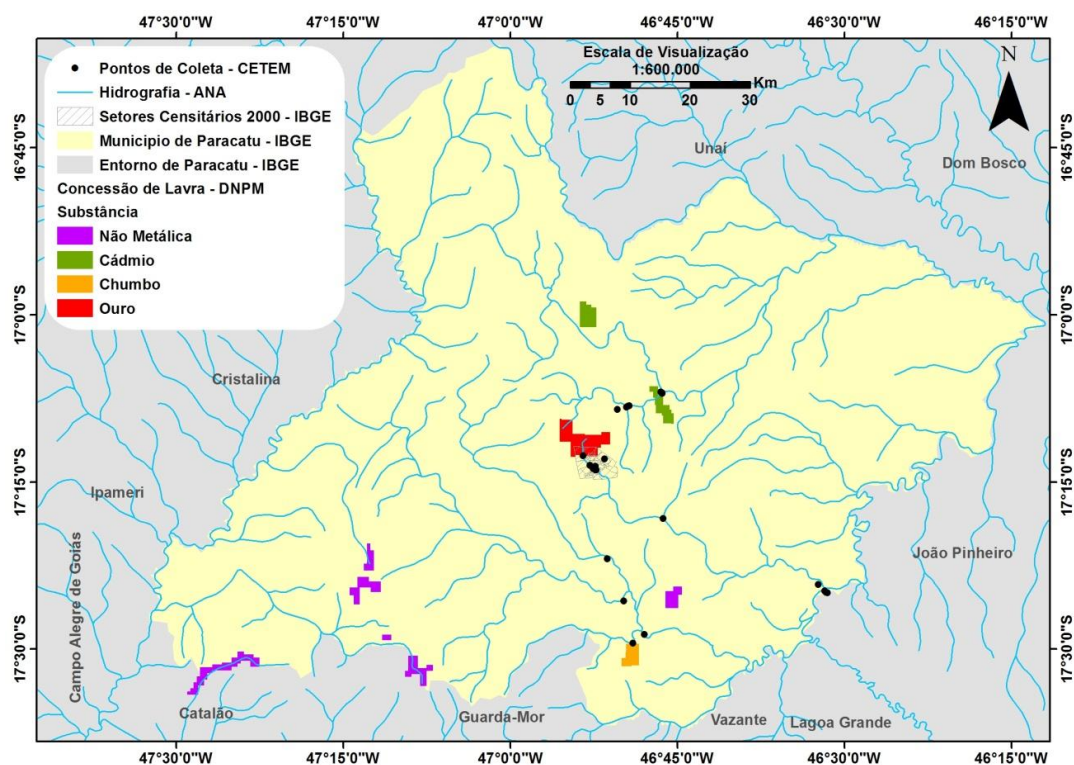 47°30'0"W 47°15'0"W 47°0'0"W 46°45'0"W 46°30'0"W 46°15'0"W
Pontos de Coleta - CETEM
Hidrografia - ANA
Setores Censitários 2000 - IBGE
Município de Paracatu - IBGE
Entorno de Paracatu - IBGE
Concessão de Lavra - DNPM
Substância
Não Metálica
Cádmio
Chumbo
Ouro
Escala de Visualização
1:600.000
Km
0 5 10 20 30
N
16°45'0"S
17°0'0"S
17°15'0"S
17°30'0"S
Unaí
Dom Bosco
Cristalina
Ipameri
Campo Alegre de Goiás
João Pinheiro
Catalão
Guarda-Mor
Vazante
Lagoa Grande
16°45'0"S
17°0'0"S
17°15'0"S
17°30'0"S
47°30'0"W 47°15'0"W 47°0'0"W 46°45'0"W 46°30'0"W 46°15'0"W